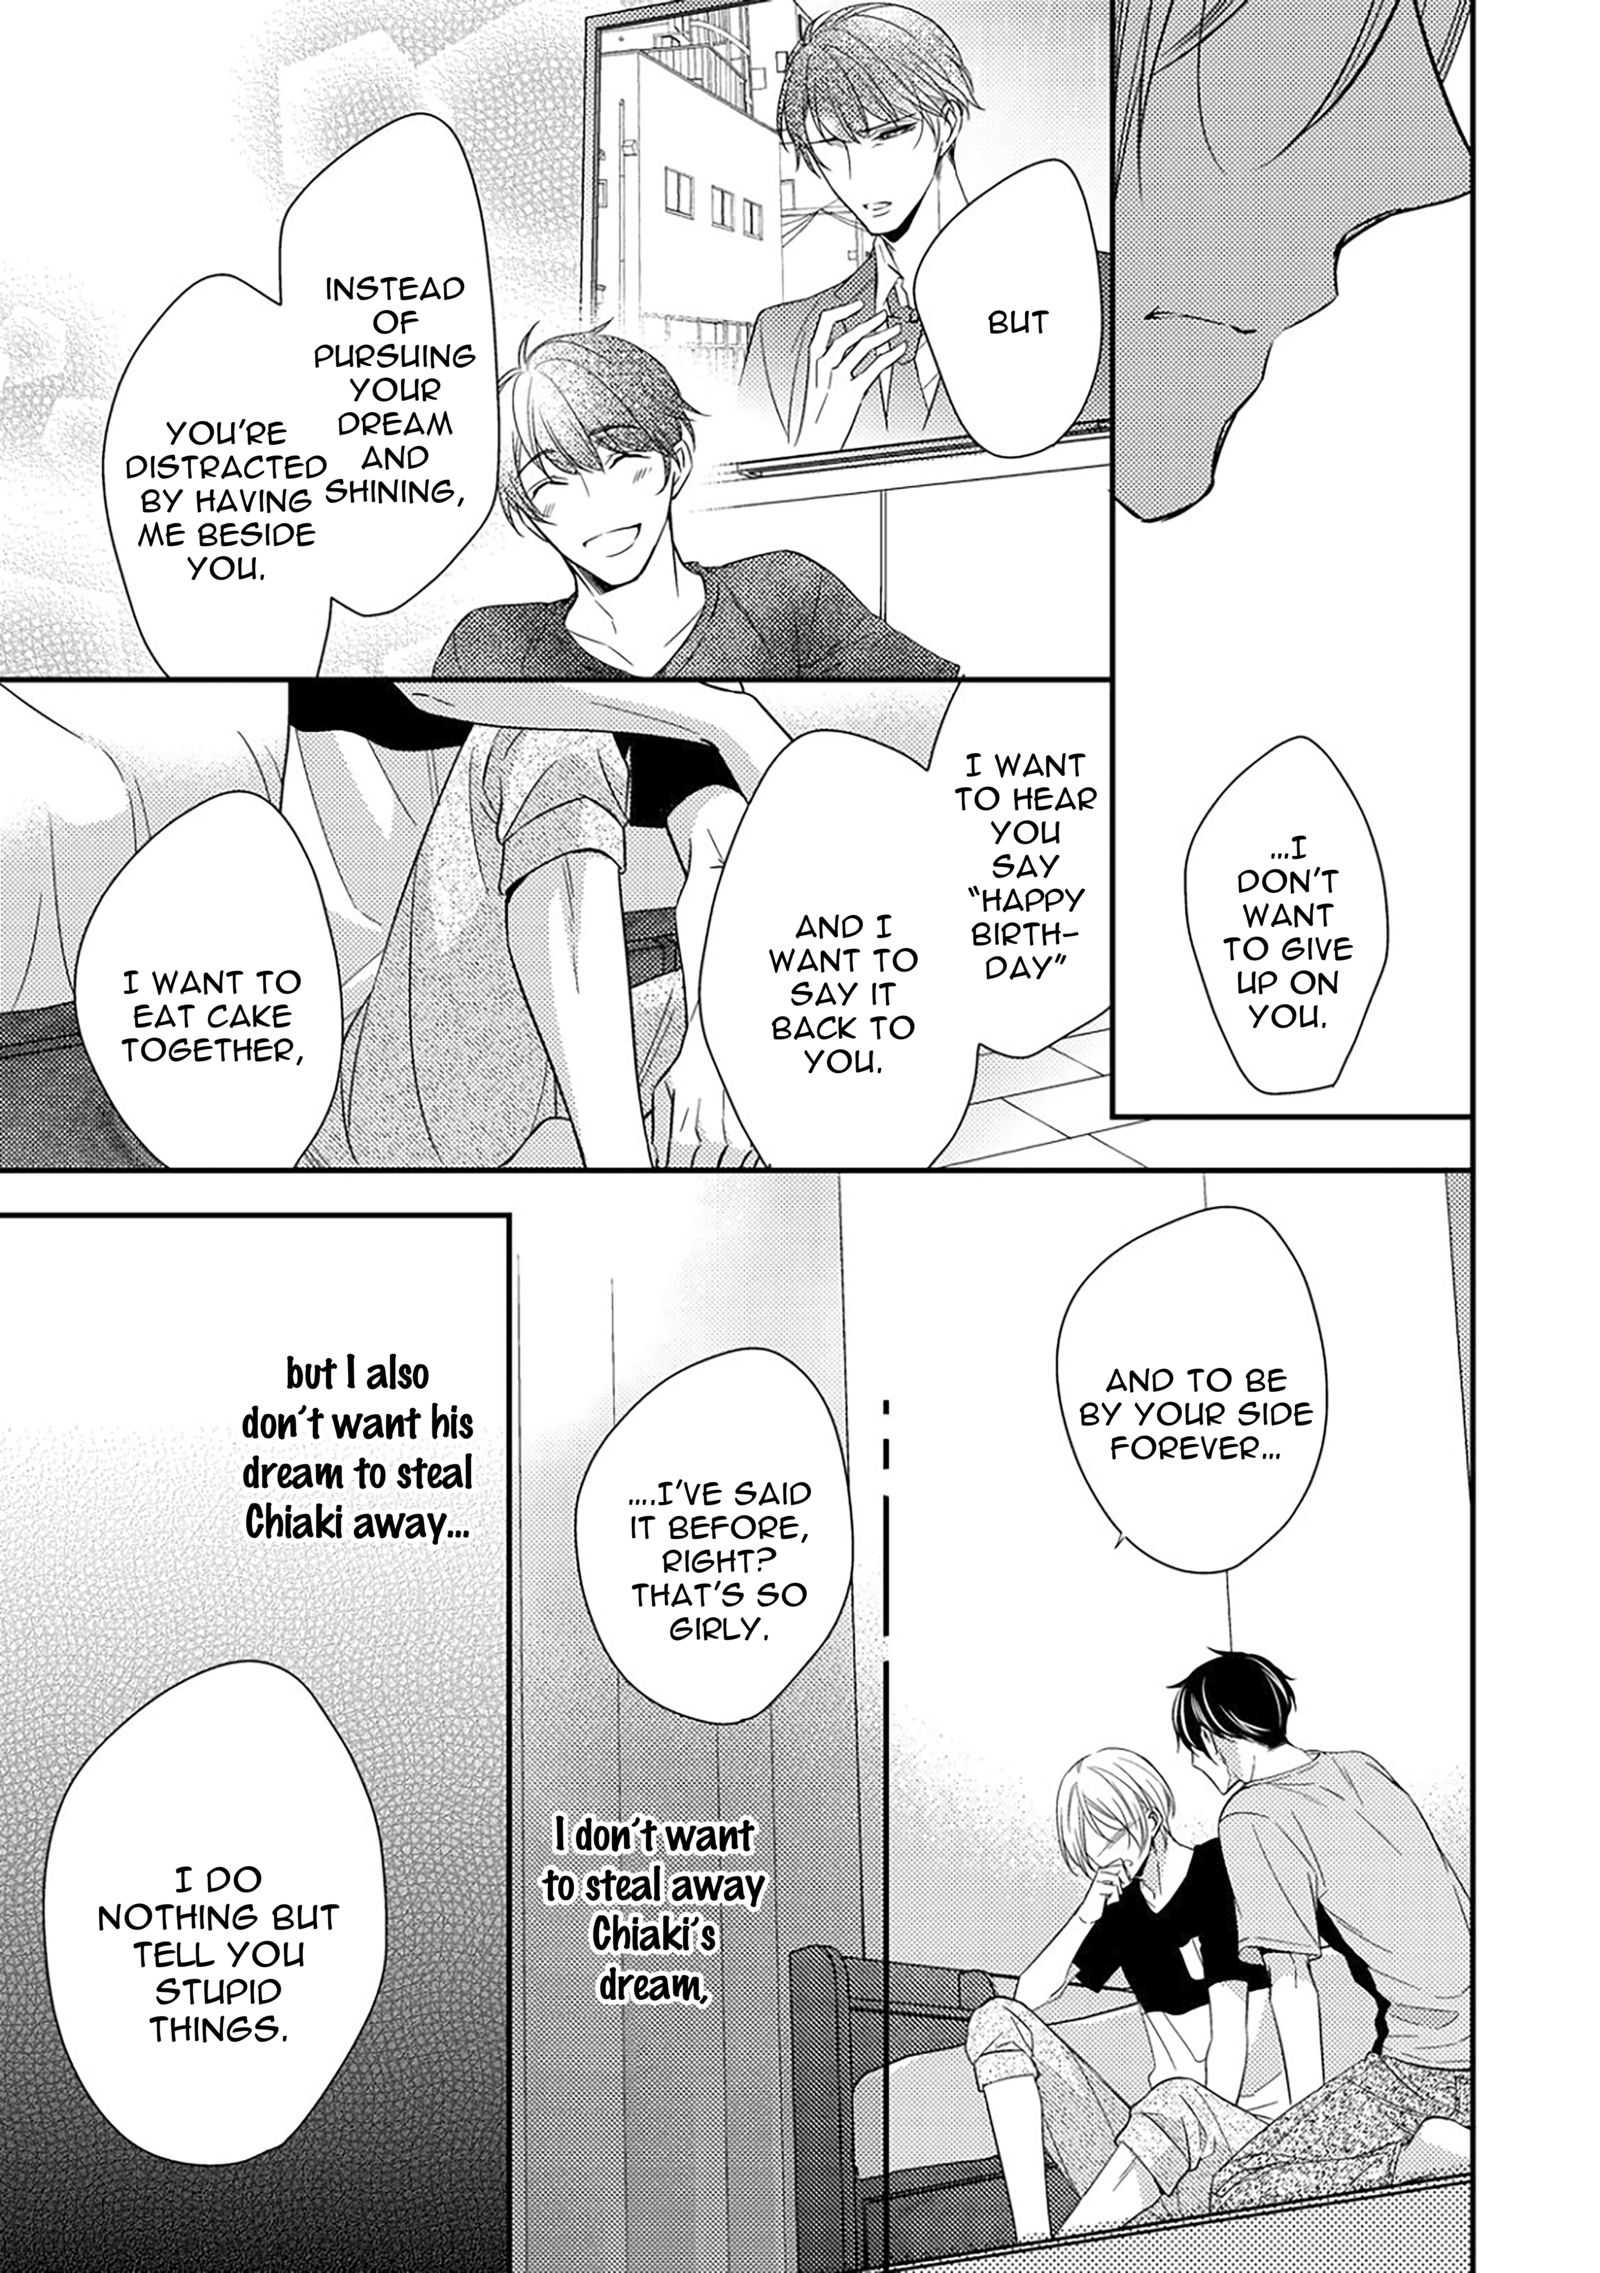 ...I
DON'T
WANT
TO GIVE
UP ON
YOU.
BUT
INSTEAD
OF
PURSUING
YOUR
DREAM
AND
SHINING,
YOU'RE
DISTRACTED
BY HAVING
ME BESIDE
YOU.
I WANT
TO HEAR
YOU
SAY
"HAPPY
BIRTH-
DAY"
AND I
WANT TO
SAY IT
BACK TO
YOU.
I WANT TO
EAT CAKE
TOGETHER,
AND TO BE
BY YOUR SIDE
FOREVER...
....I'VE SAID
IT BEFORE,
RIGHT?
THAT'S SO
GIRLY.
I don't want
to steal away
Chiaki's
dream,
but I also
don't want his
dream to steal
Chiaki away...
I DO
NOTHING BUT
TELL YOU
STUPID
THINGS.